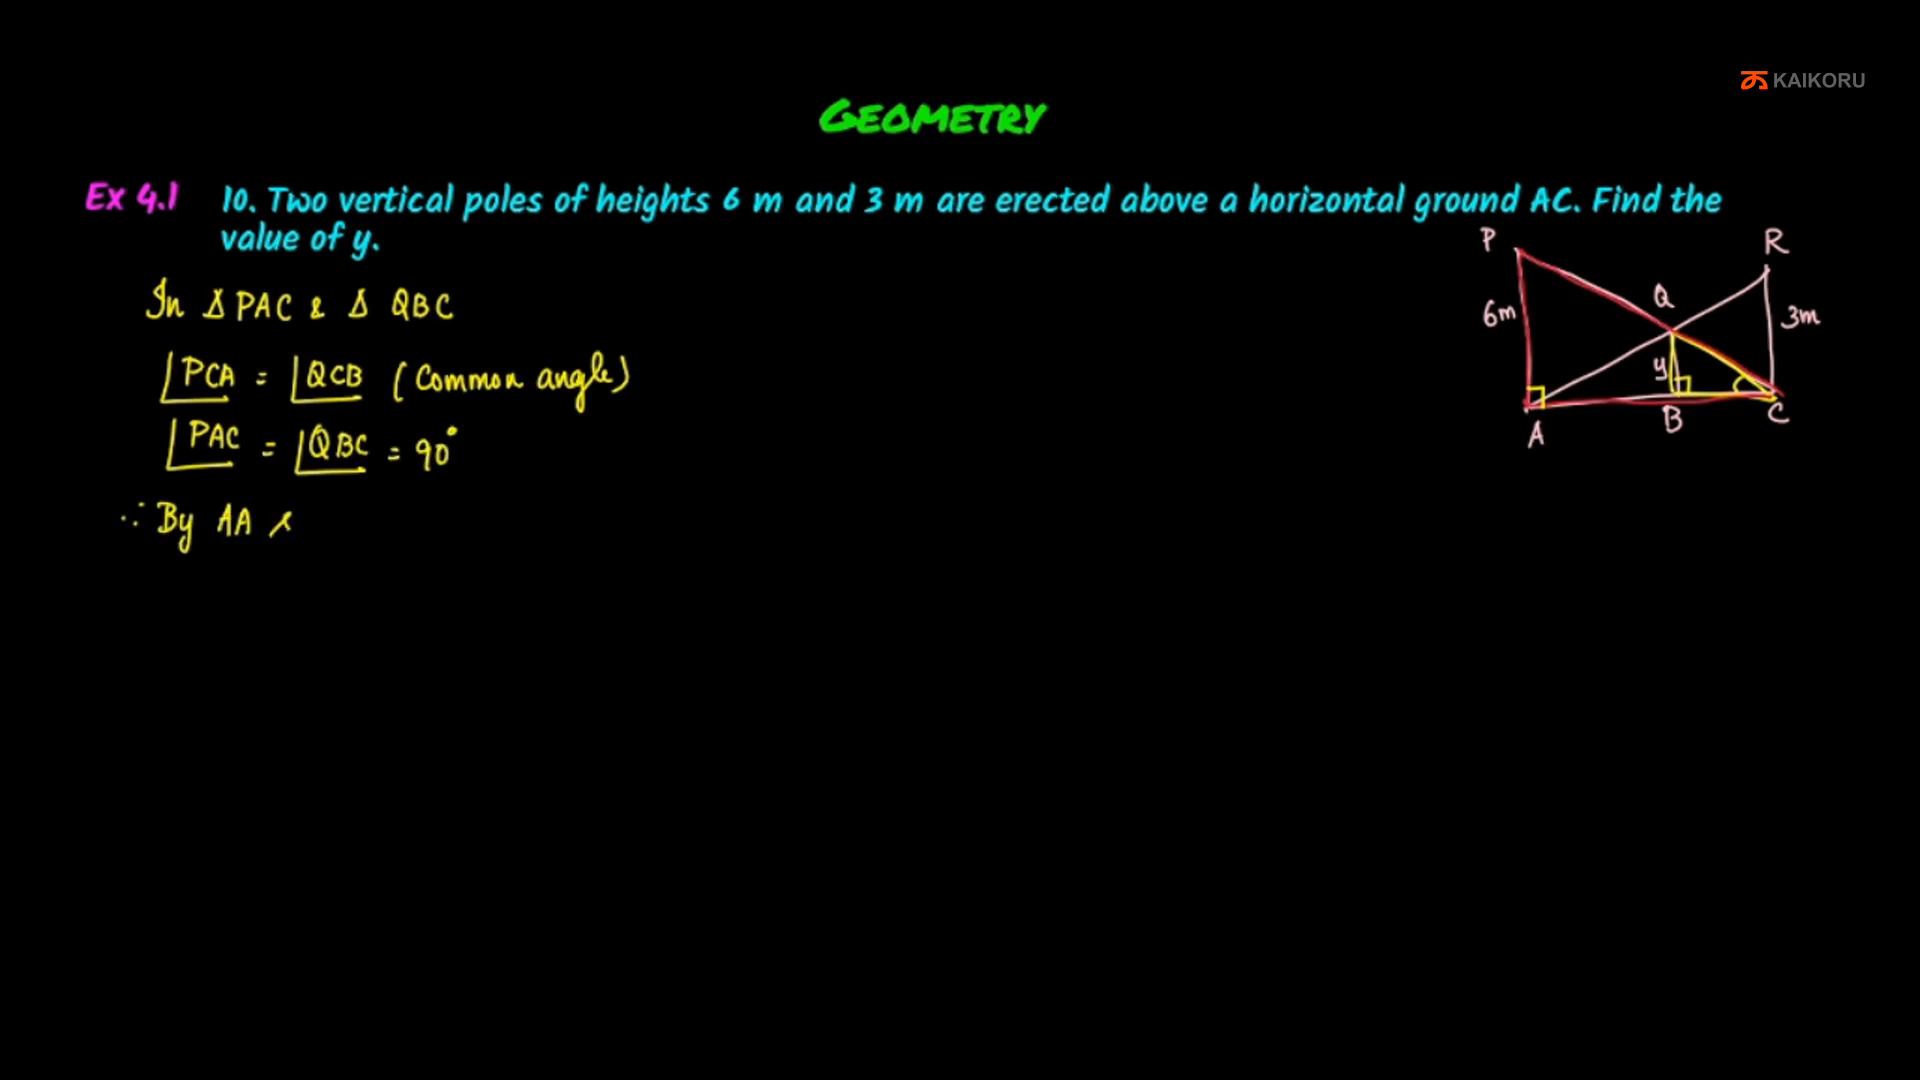 KAIKORU
GEOMETRY
Ex 4.1 10. Two vertical poles of heights 6 m and 3 m are erected above a horizontal ground AC. Find the
value of y.
In Δ PAC & Δ QBC
∠PCA = ∠QCB (Common angle)
∠PAC = ∠QBC = 90°
∵ By AA
P
R
Q
6m
3m
y
A
B
C